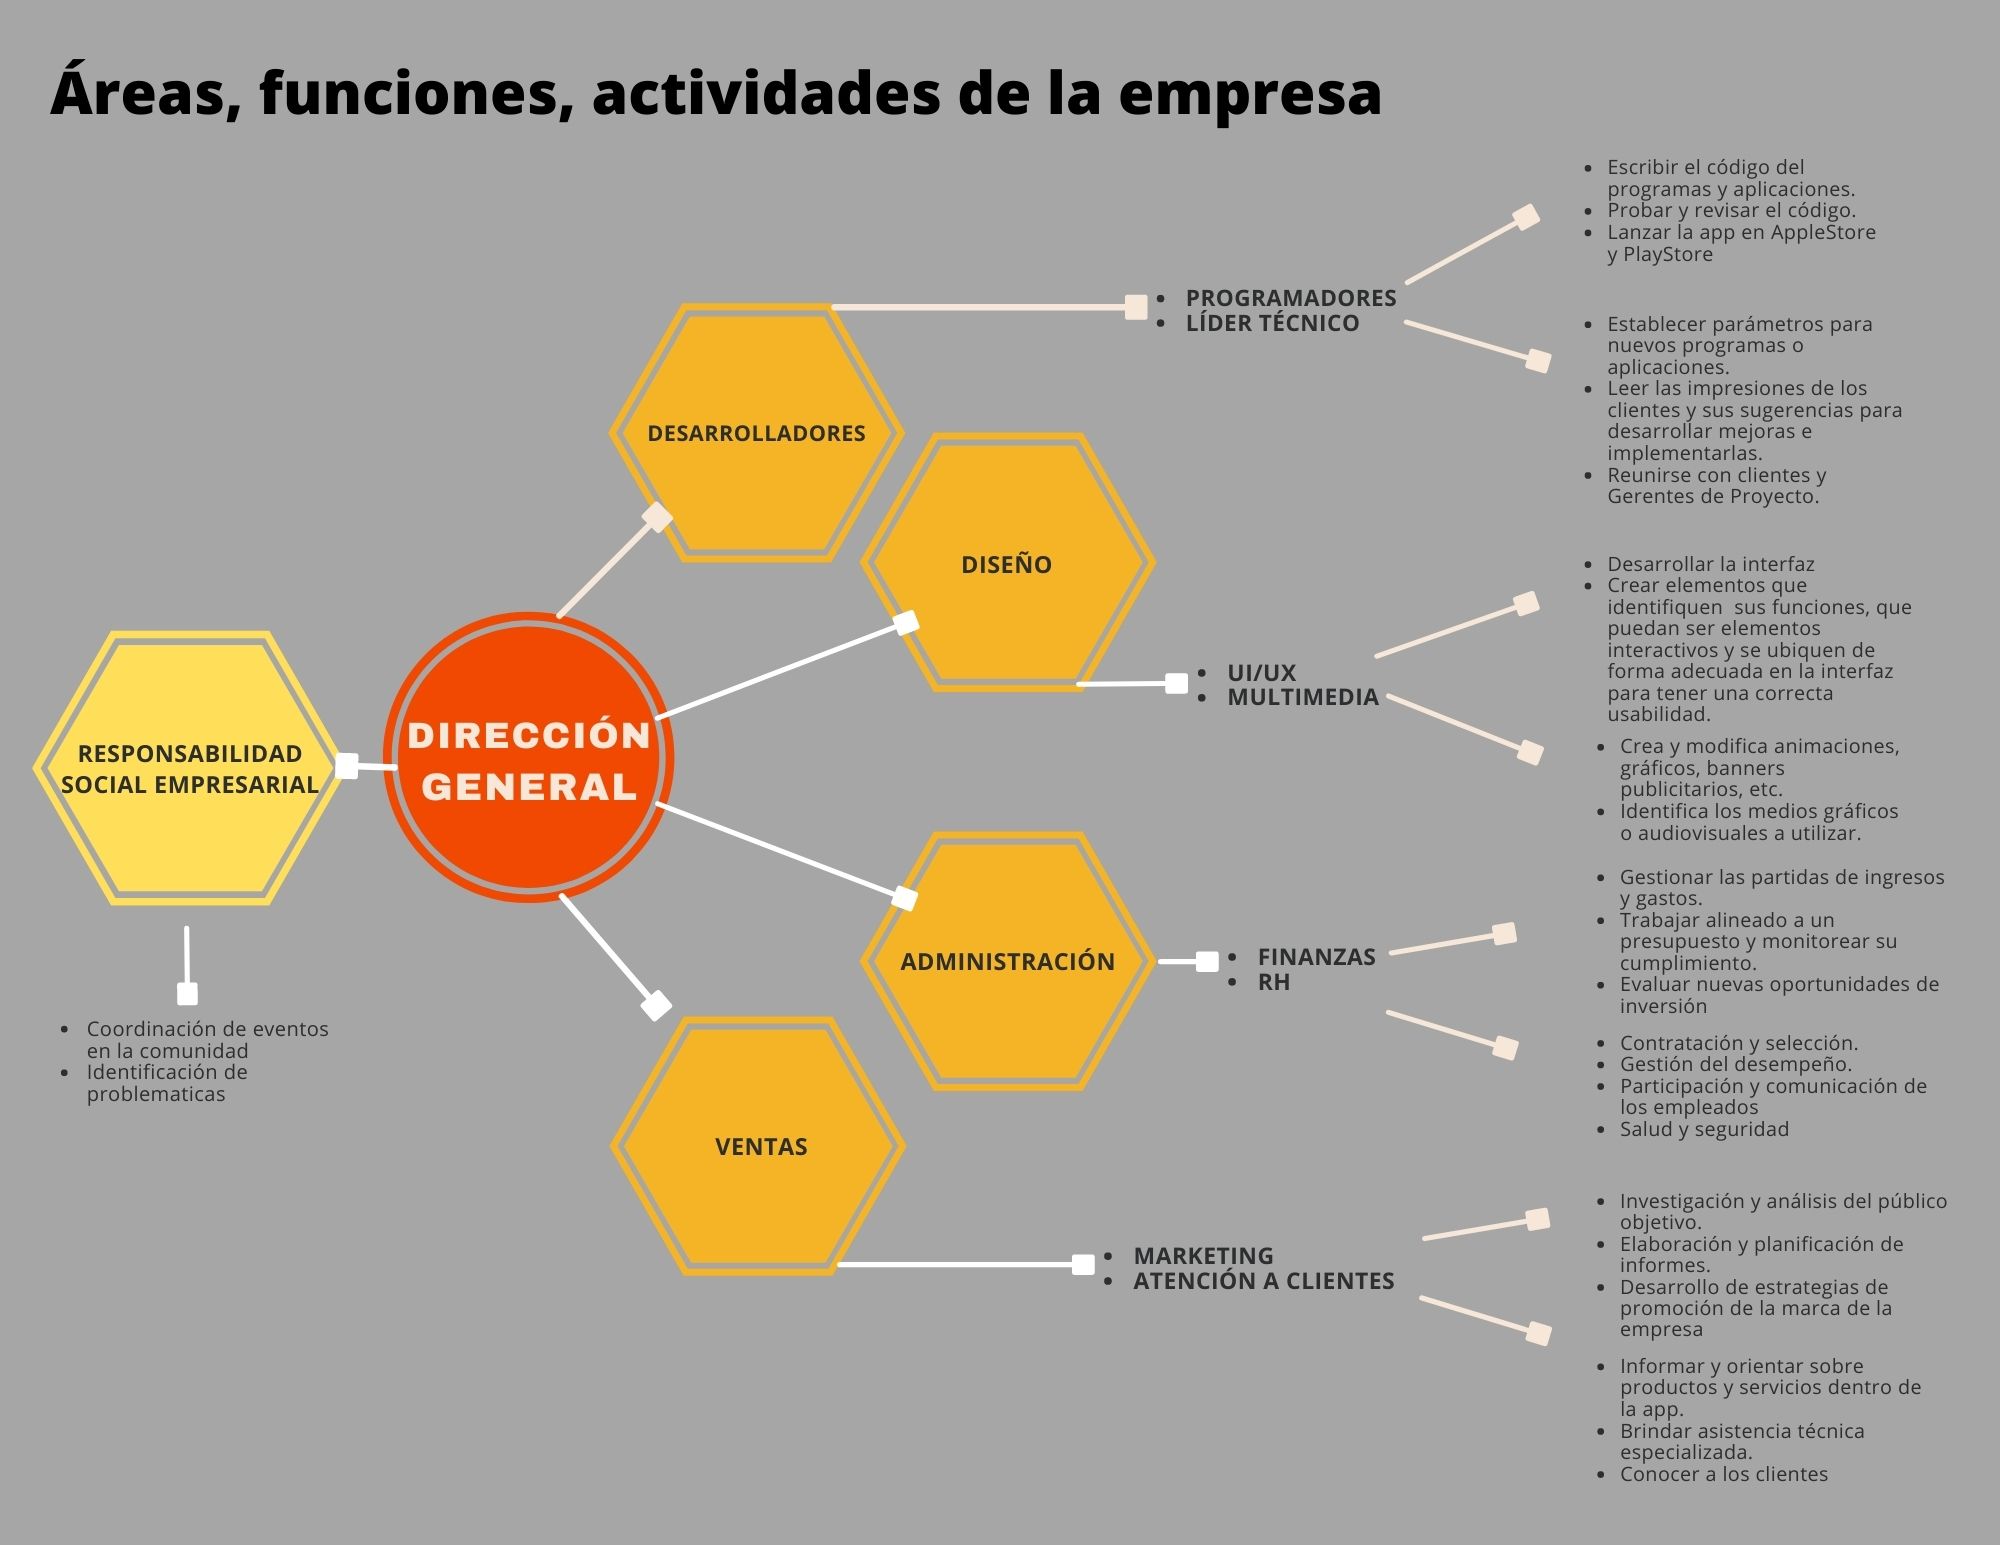 Áreas, funciones, actividades de la empresa
• Escribir el código del
programas y aplicaciones.
• Probar y revisar el código.
• Lanzar la app en AppleStore
y PlayStore
• PROGRAMADORES
• LÍDER TÉCNICO
• Establecer parámetros para
nuevos programas o
aplicaciones.
• Leer las impresiones de los
clientes y sus sugerencias para
desarrollar mejoras e
implementarlas.
• Reunirse con clientes y
Gerentes de Proyecto.
DESARROLLADORES
DISEÑO
• UI/UX
• MULTIMEDIA
• Desarrollar la interfaz
• Crear elementos que
identifiquen  sus funciones, que
puedan ser elementos
interactivos y se ubiquen de
forma adecuada en la interfaz
para tener una correcta
usabilidad.
• Crea y modifica animaciones,
gráficos, banners
publicitarios, etc.
• Identifica los medios gráficos
o audiovisuales a utilizar.
DIRECCIÓN
GENERAL
RESPONSABILIDAD
SOCIAL EMPRESARIAL
• Coordinación de eventos
en la comunidad
• Identificación de
problematicas
ADMINISTRACIÓN
• FINANZAS
• RH
• Gestionar las partidas de ingresos
y gastos.
• Trabajar alineado a un
presupuesto y monitorear su
cumplimiento.
• Evaluar nuevas oportunidades de
inversión
• Contratación y selección.
• Gestión del desempeño.
• Participación y comunicación de
los empleados
• Salud y seguridad
VENTAS
• MARKETING
• ATENCIÓN A CLIENTES
• Investigación y análisis del público
objetivo.
• Elaboración y planificación de
informes.
• Desarrollo de estrategias de
promoción de la marca de la
empresa
• Informar y orientar sobre
productos y servicios dentro de
la app.
• Brindar asistencia técnica
especializada.
• Conocer a los clientes